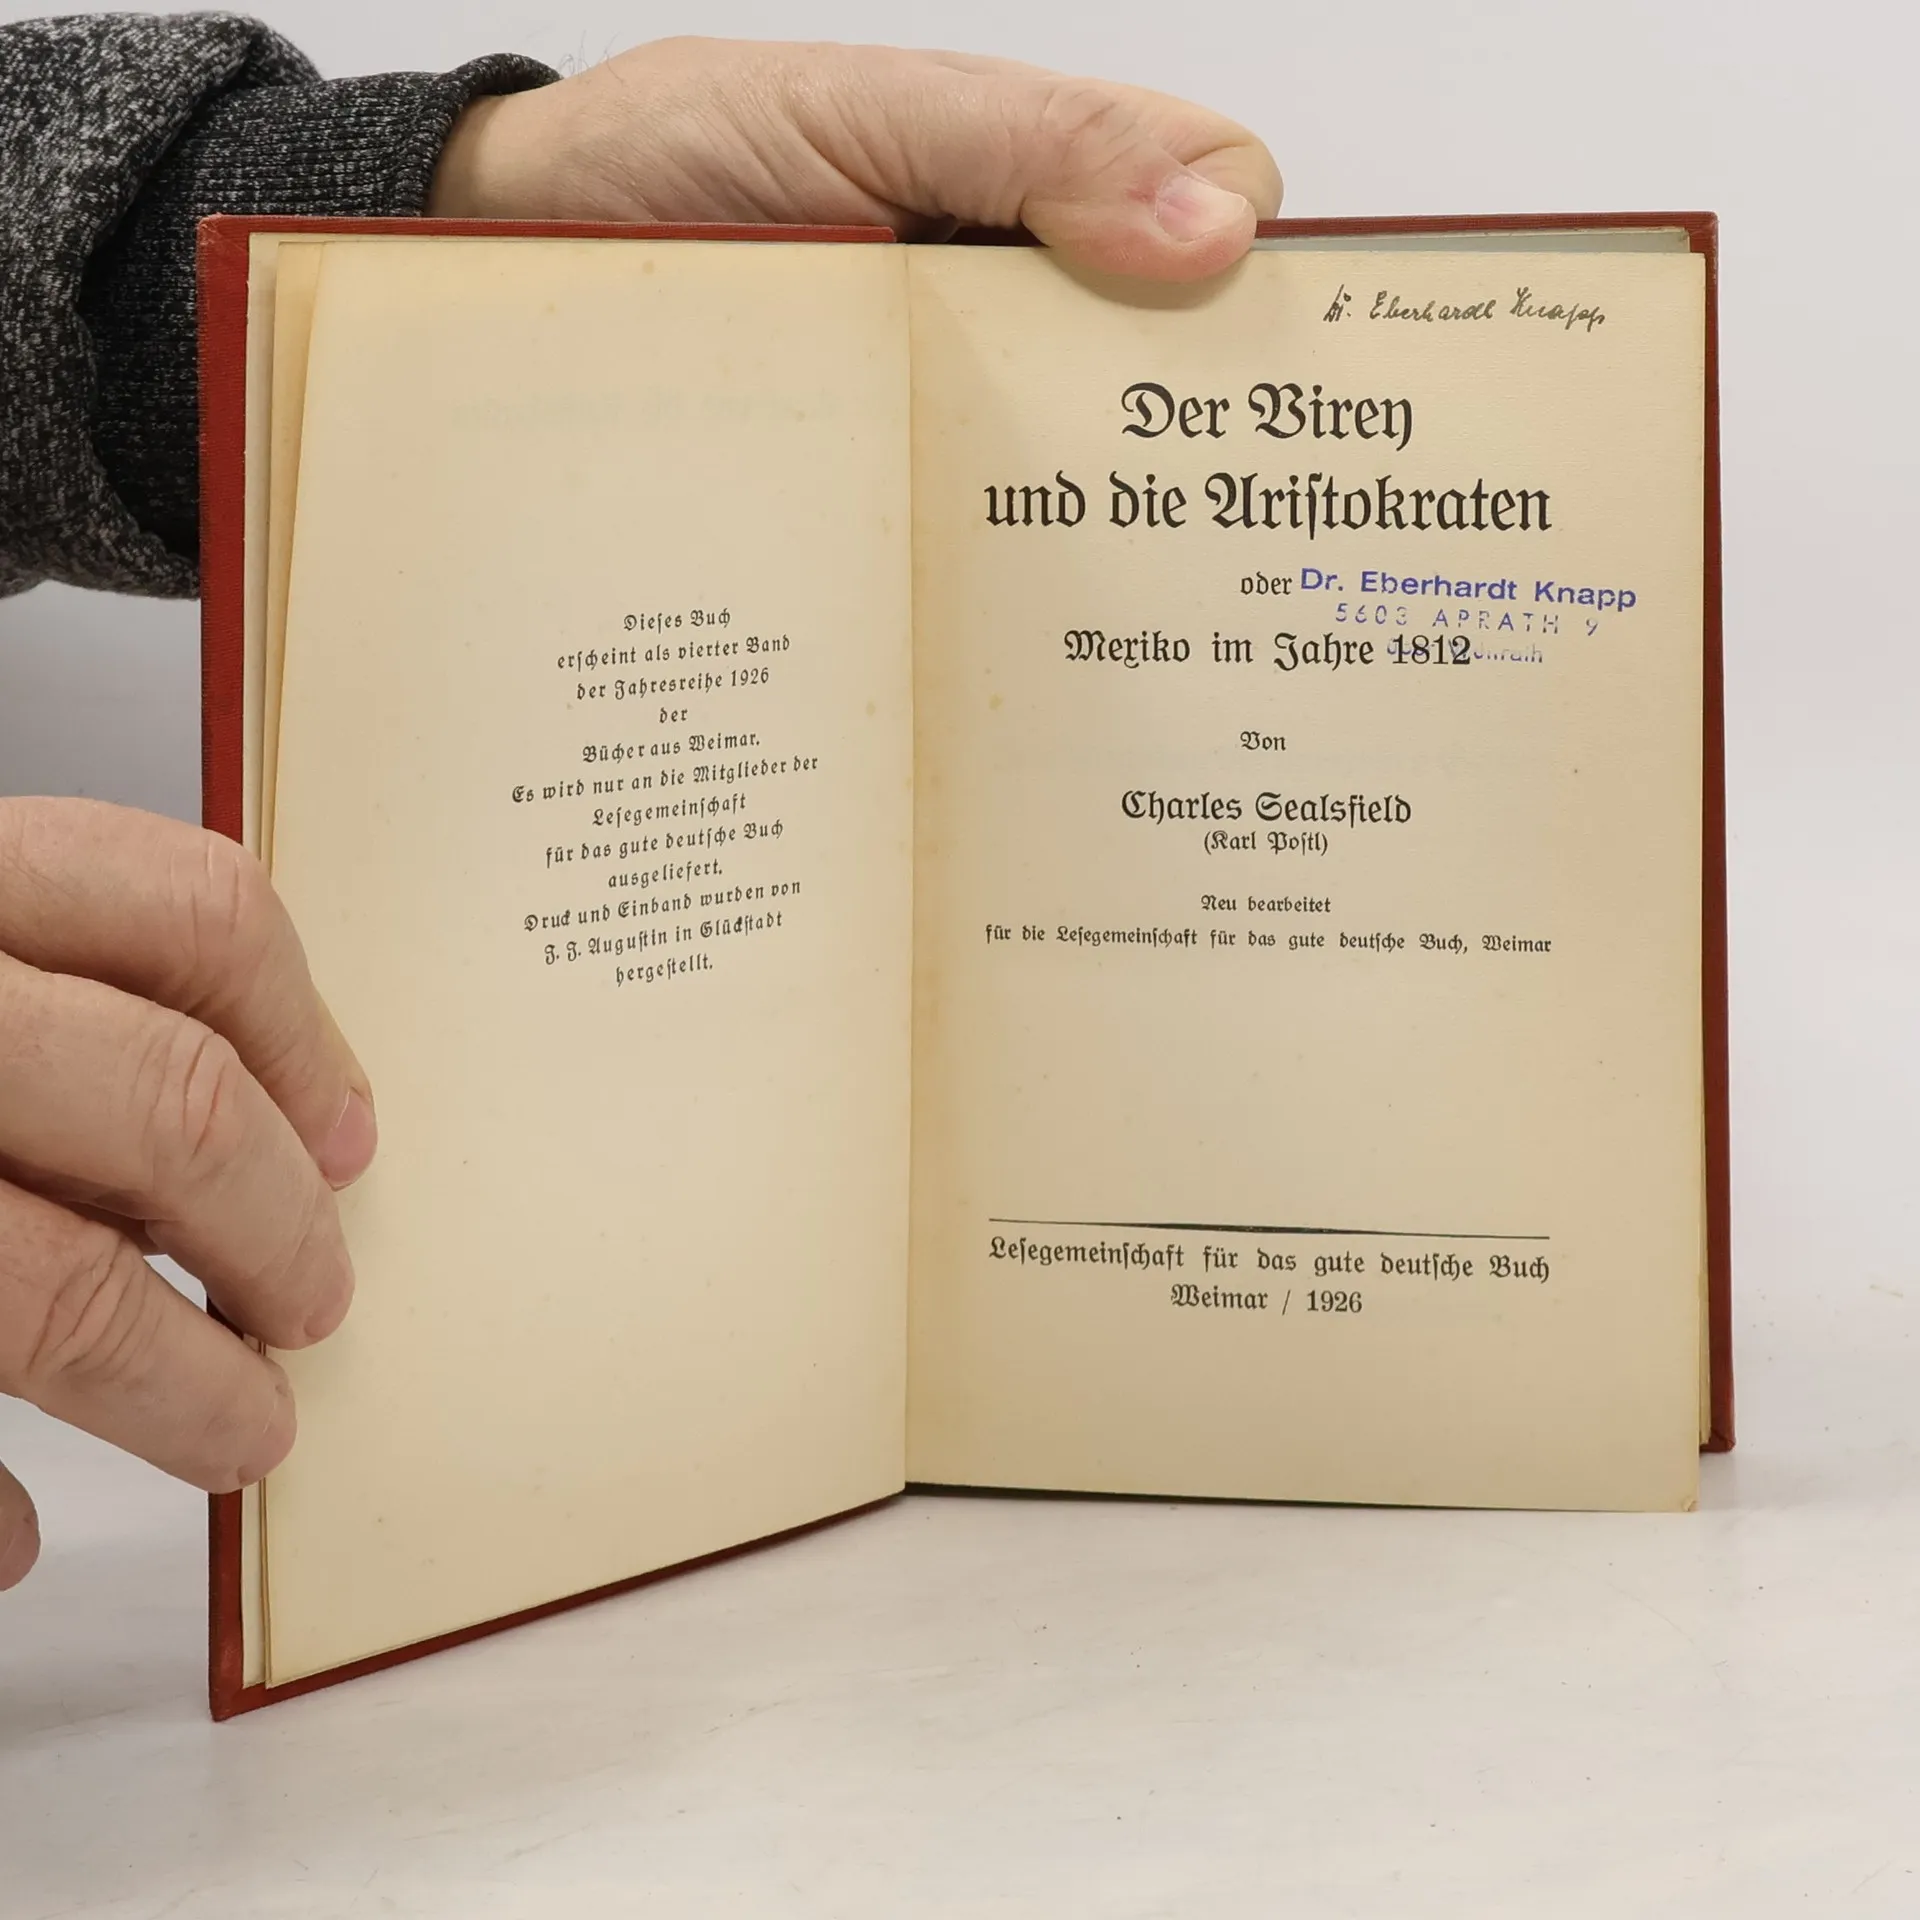 Dieses Buch
erscheint als vierter Band
der Jahresreihe 1926
der
Bücher aus Weimar.
Es wird nur an die Mitglieder der
Lesegemeinschaft
für das gute deutsche Buch
ausgeliefert.
Druck und Einband wurden von
J. J. Augustin in Glückstadt
hergestellt.
Dr. Eberhardt Knapp
Der Virey
und die Aristokraten
oder
Dr. Eberhardt Knapp
5603 APRATH 9
Mexiko im Jahre 1812
Von
Charles Sealsfield
(Karl Postl)
Neu bearbeitet
für die Lesegemeinschaft für das gute deutsche Buch, Weimar
Lesegemeinschaft für das gute deutsche Buch
Weimar / 1926